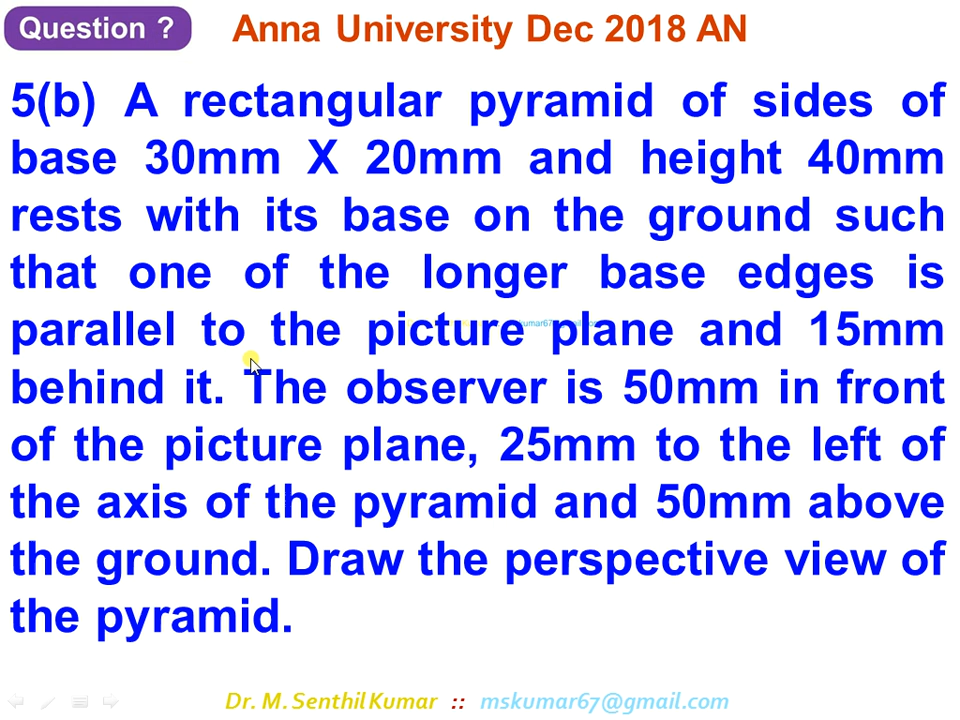 Question ?
Anna University Dec 2018 AN
5(b) A rectangular pyramid of sides of
base 30mm X 20mm and height 40mm
rests with its base on the ground such
that one of the longer base edges is
parallel to the picture plane and 15mm
behind it. The observer is 50mm in front
of the picture plane, 25mm to the left of
the axis of the pyramid and 50mm above
the ground. Draw the perspective view of
the pyramid.
Dr. M. Senthil Kumar :: mskumar67@gmail.com